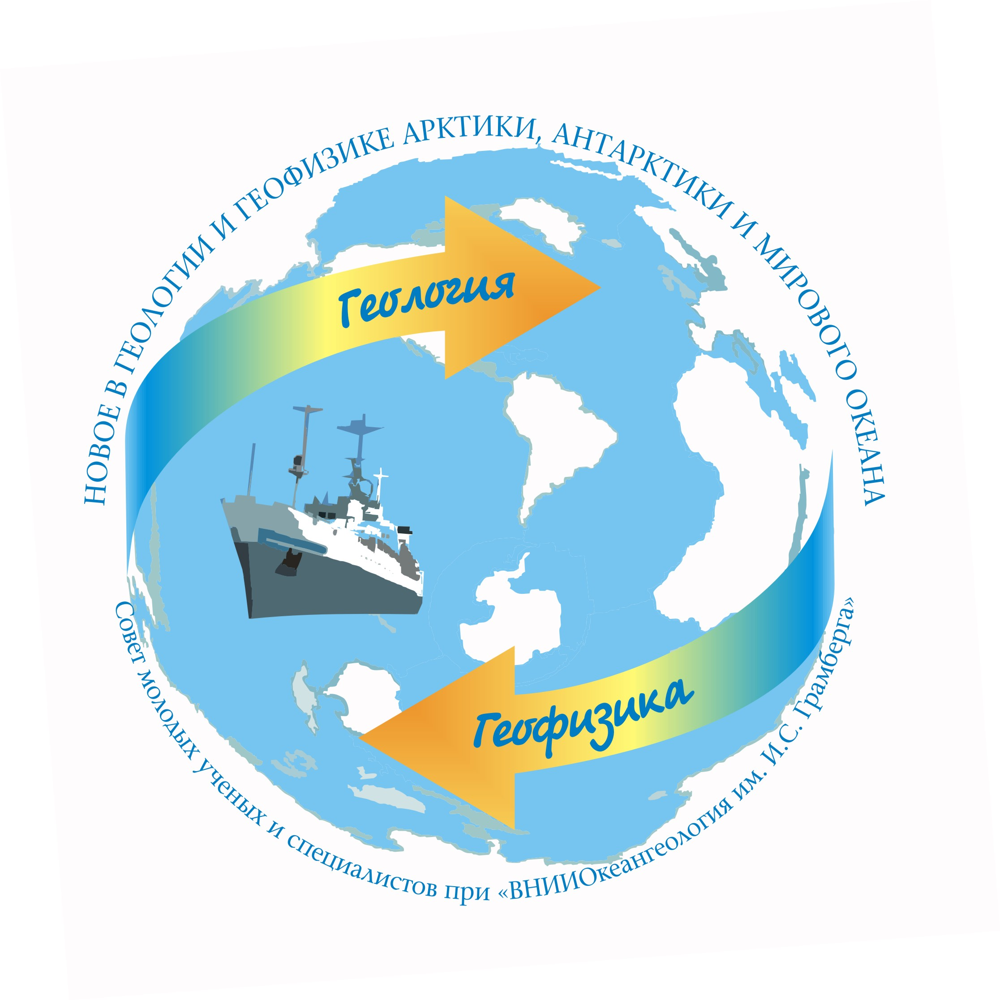 НОВОЕ В ГЕОЛОГИИ И ГЕОФИЗИКЕ АРКТИКИ, АНТАРКТИКИ И МИРОВОГО ОКЕАНА
Геология
Геофизика
Совет молодых ученых и специалистов при «ВНИИОкеангеология им. И.С. Грамберга»